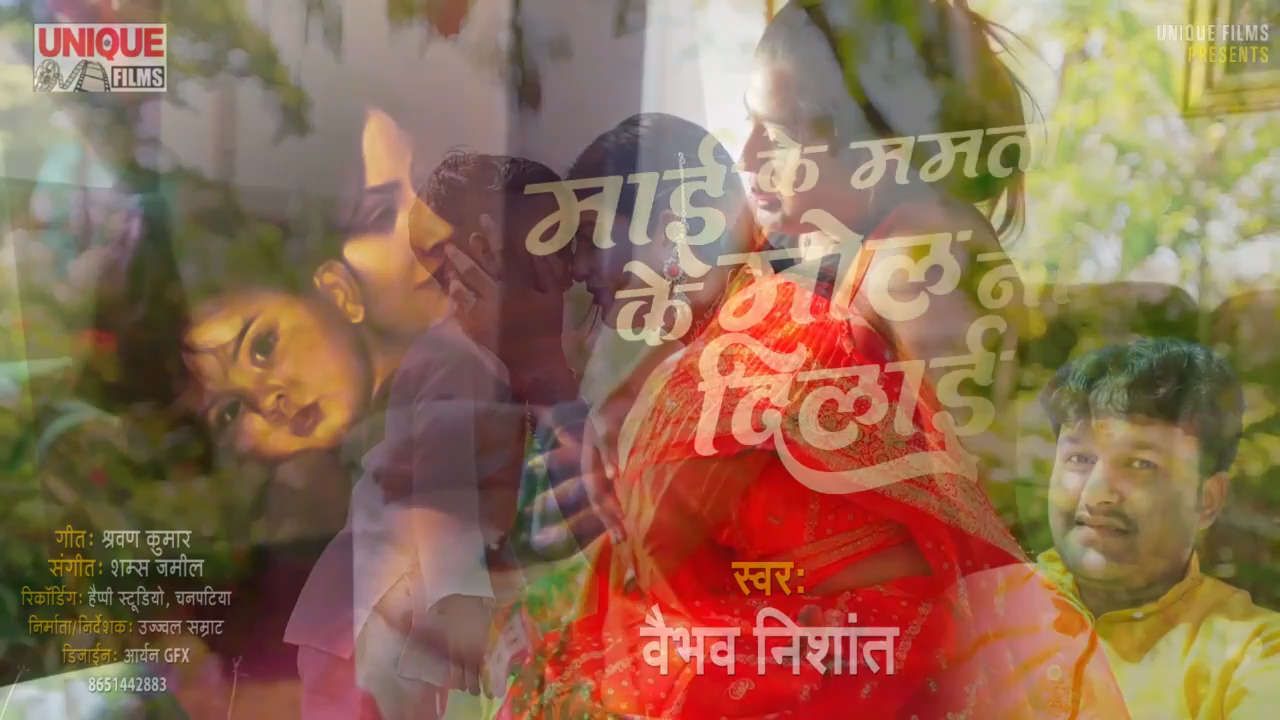 UNIQUE
FILMS
UNIQUE FILMS
PRESENTS
माई के ममता
के मोल ना
दिलाई
गीत: श्रवण कुमार
संगीत: शम्स जमील
रिकॉर्डिग: हैप्पी स्टूडियो, चनपटिया
निर्माता/निर्देशक: उज्ज्वल सम्राट
डिजाईन: आर्यन GFX
8651442883
स्वर:
वैभव निशांत